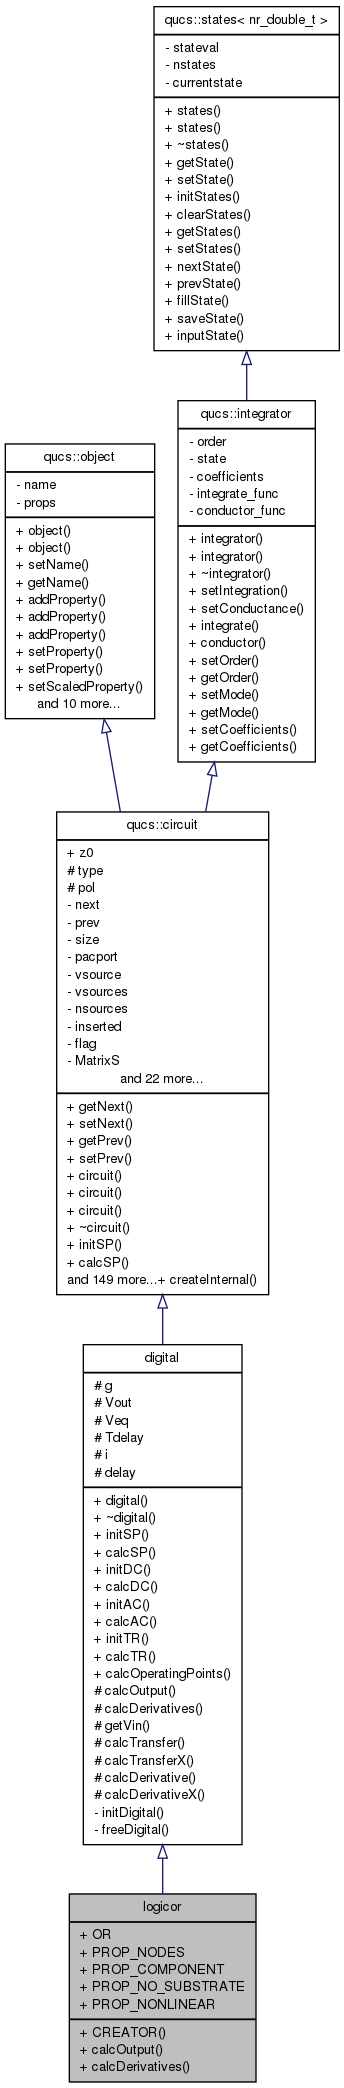 qucs::states< nr_double_t >
- stateval
- nstates
- currentstate
+ states()
+ states()
+ ~states()
+ getState()
+ setState()
+ initStates()
+ clearStates()
+ getStates()
+ setStates()
+ nextState()
+ prevState()
+ fillState()
+ saveState()
+ inputState()
qucs::integrator
- order
- state
- coefficients
- integrate_func
- conductor_func
+ integrator()
+ integrator()
+ ~integrator()
+ setIntegration()
+ setConductance()
+ integrate()
+ conductor()
+ setOrder()
+ getOrder()
+ setMode()
+ getMode()
+ setCoefficients()
+ getCoefficients()
qucs::object
- name
- props
+ object()
+ object()
+ setName()
+ getName()
+ addProperty()
+ addProperty()
+ addProperty()
+ setProperty()
+ setProperty()
+ setScaledProperty()
and 10 more...
qucs::circuit
+ z0
# type
# pol
- next
- prev
- size
- pacport
- vsource
- vsources
- nsources
- inserted
- flag
- MatrixS
and 22 more...
+ getNext()
+ setNext()
+ getPrev()
+ setPrev()
+ circuit()
+ circuit()
+ circuit()
+ ~circuit()
+ initSP()
+ calcSP()
and 149 more...+ createInternal()
digital
# g
# Vout
# Veq
# Tdelay
# i
# delay
+ digital()
+ ~digital()
+ initSP()
+ calcSP()
+ initDC()
+ calcDC()
+ initAC()
+ calcAC()
+ initTR()
+ calcTR()
+ calcOperatingPoints()
# calcOutput()
# calcDerivatives()
# getVin()
# calcTransfer()
# calcTransferX()
# calcDerivative()
# calcDerivativeX()
- initDigital()
- freeDigital()
logicor
+ OR
+ PROP_NODES
+ PROP_COMPONENT
+ PROP_NO_SUBSTRATE
+ PROP_NONLINEAR
+ CREATOR()
+ calcOutput()
+ calcDerivatives()